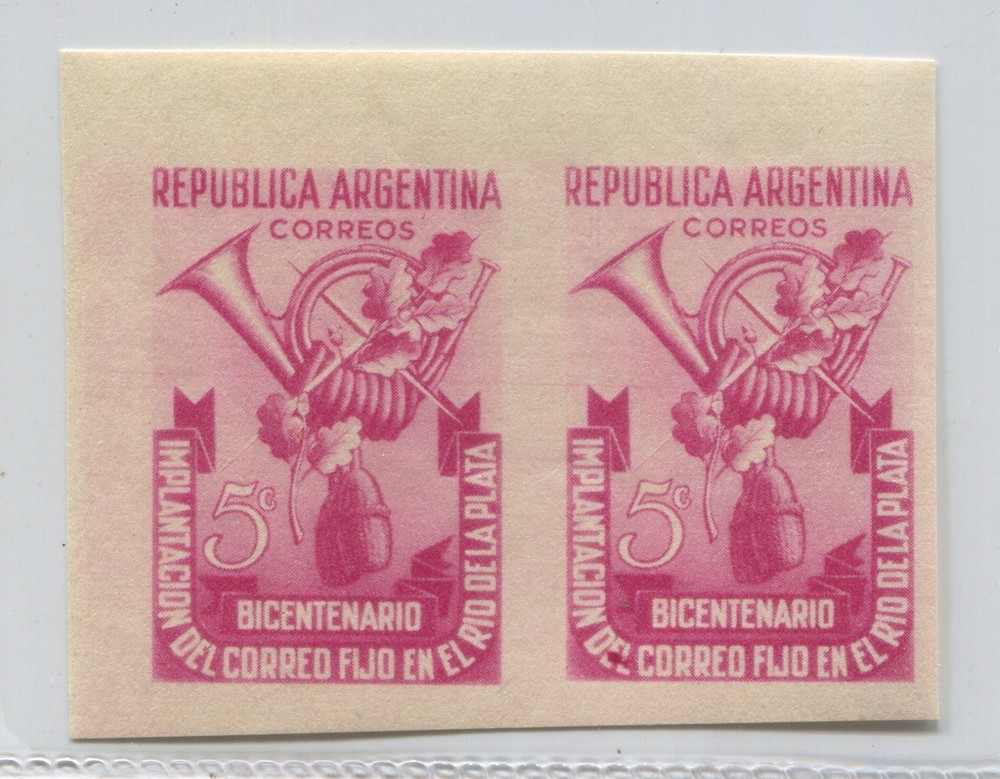 REPUBLICA ARGENTINA
CORREOS
5c
BICENTENARIO
IMPLANTACION DEL CORREO FIJO EN EL RIO DE LA PLATA
REPUBLICA ARGENTINA
CORREOS
5c
BICENTENARIO
IMPLANTACION DEL CORREO FIJO EN EL RIO DE LA PLATA